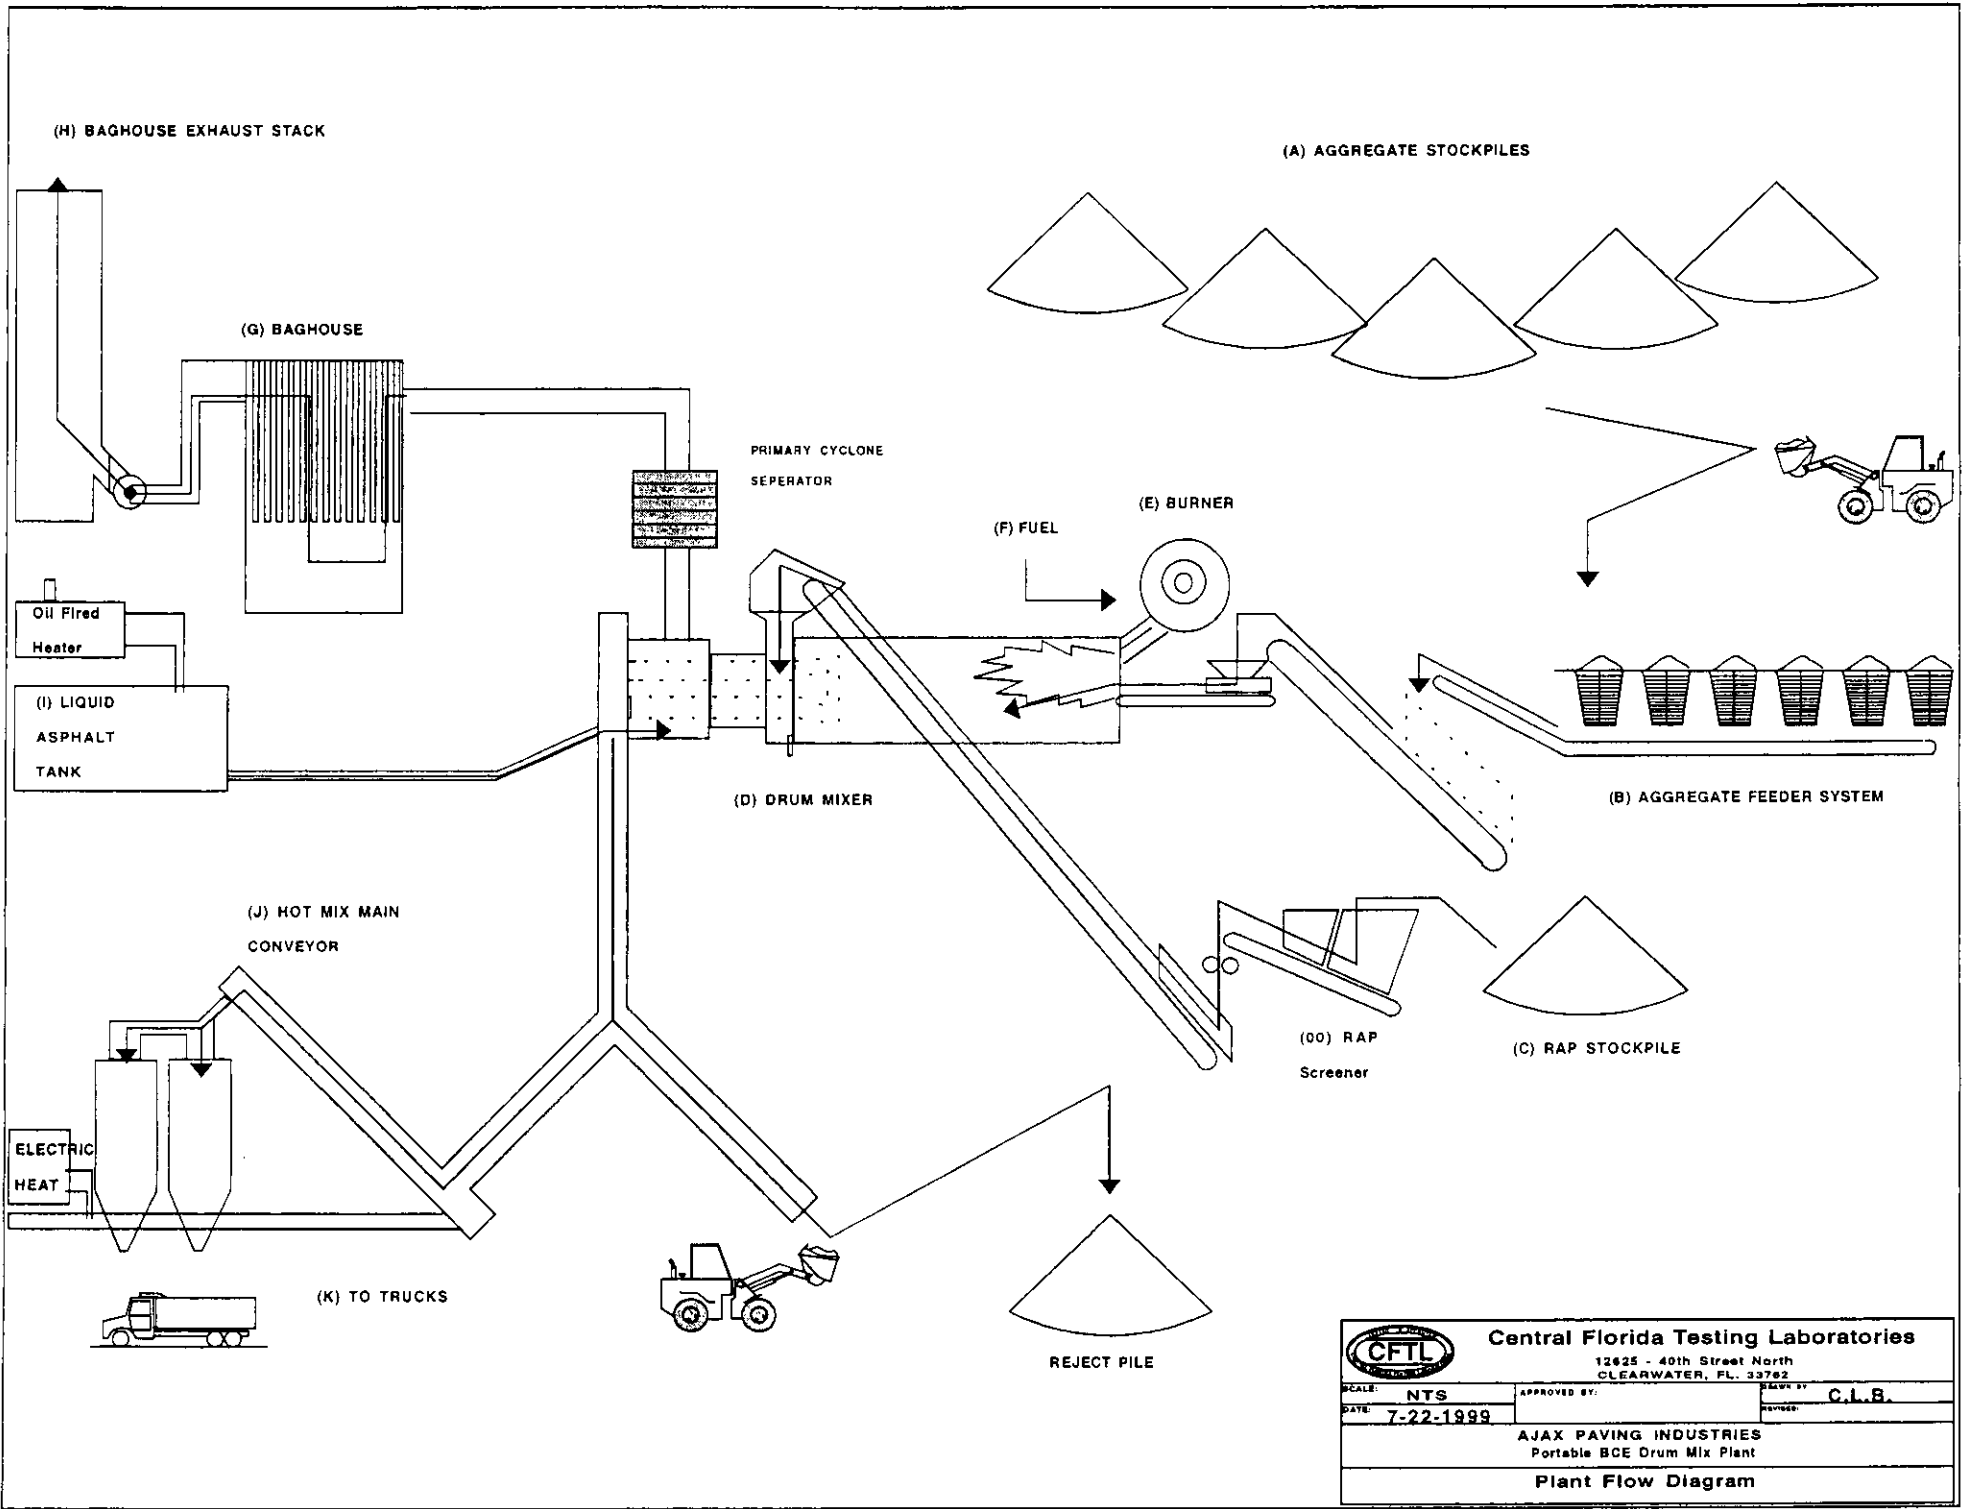 (H) BAGHOUSE EXHAUST STACK
(A) AGGREGATE STOCKPILES
(G) BAGHOUSE
PRIMARY CYCLONE
SEPERATOR
(E) BURNER
(F) FUEL
Oil Fired
Heater
(I) LIQUID
ASPHALT
TANK
(D) DRUM MIXER
(B) AGGREGATE FEEDER SYSTEM
(J) HOT MIX MAIN
CONVEYOR
(00) RAP
Screener
(C) RAP STOCKPILE
ELECTRIC
HEAT
(K) TO TRUCKS
REJECT PILE
CFTL
Central Florida Testing Laboratories
12625 - 40th Street North
CLEARWATER, FL. 33762
SCALE: NTS
APPROVED BY:
DRAWN BY C.L.B.
DATE: 7-22-1999
REVISED:
AJAX PAVING INDUSTRIES
Portable BCE Drum Mix Plant
Plant Flow Diagram